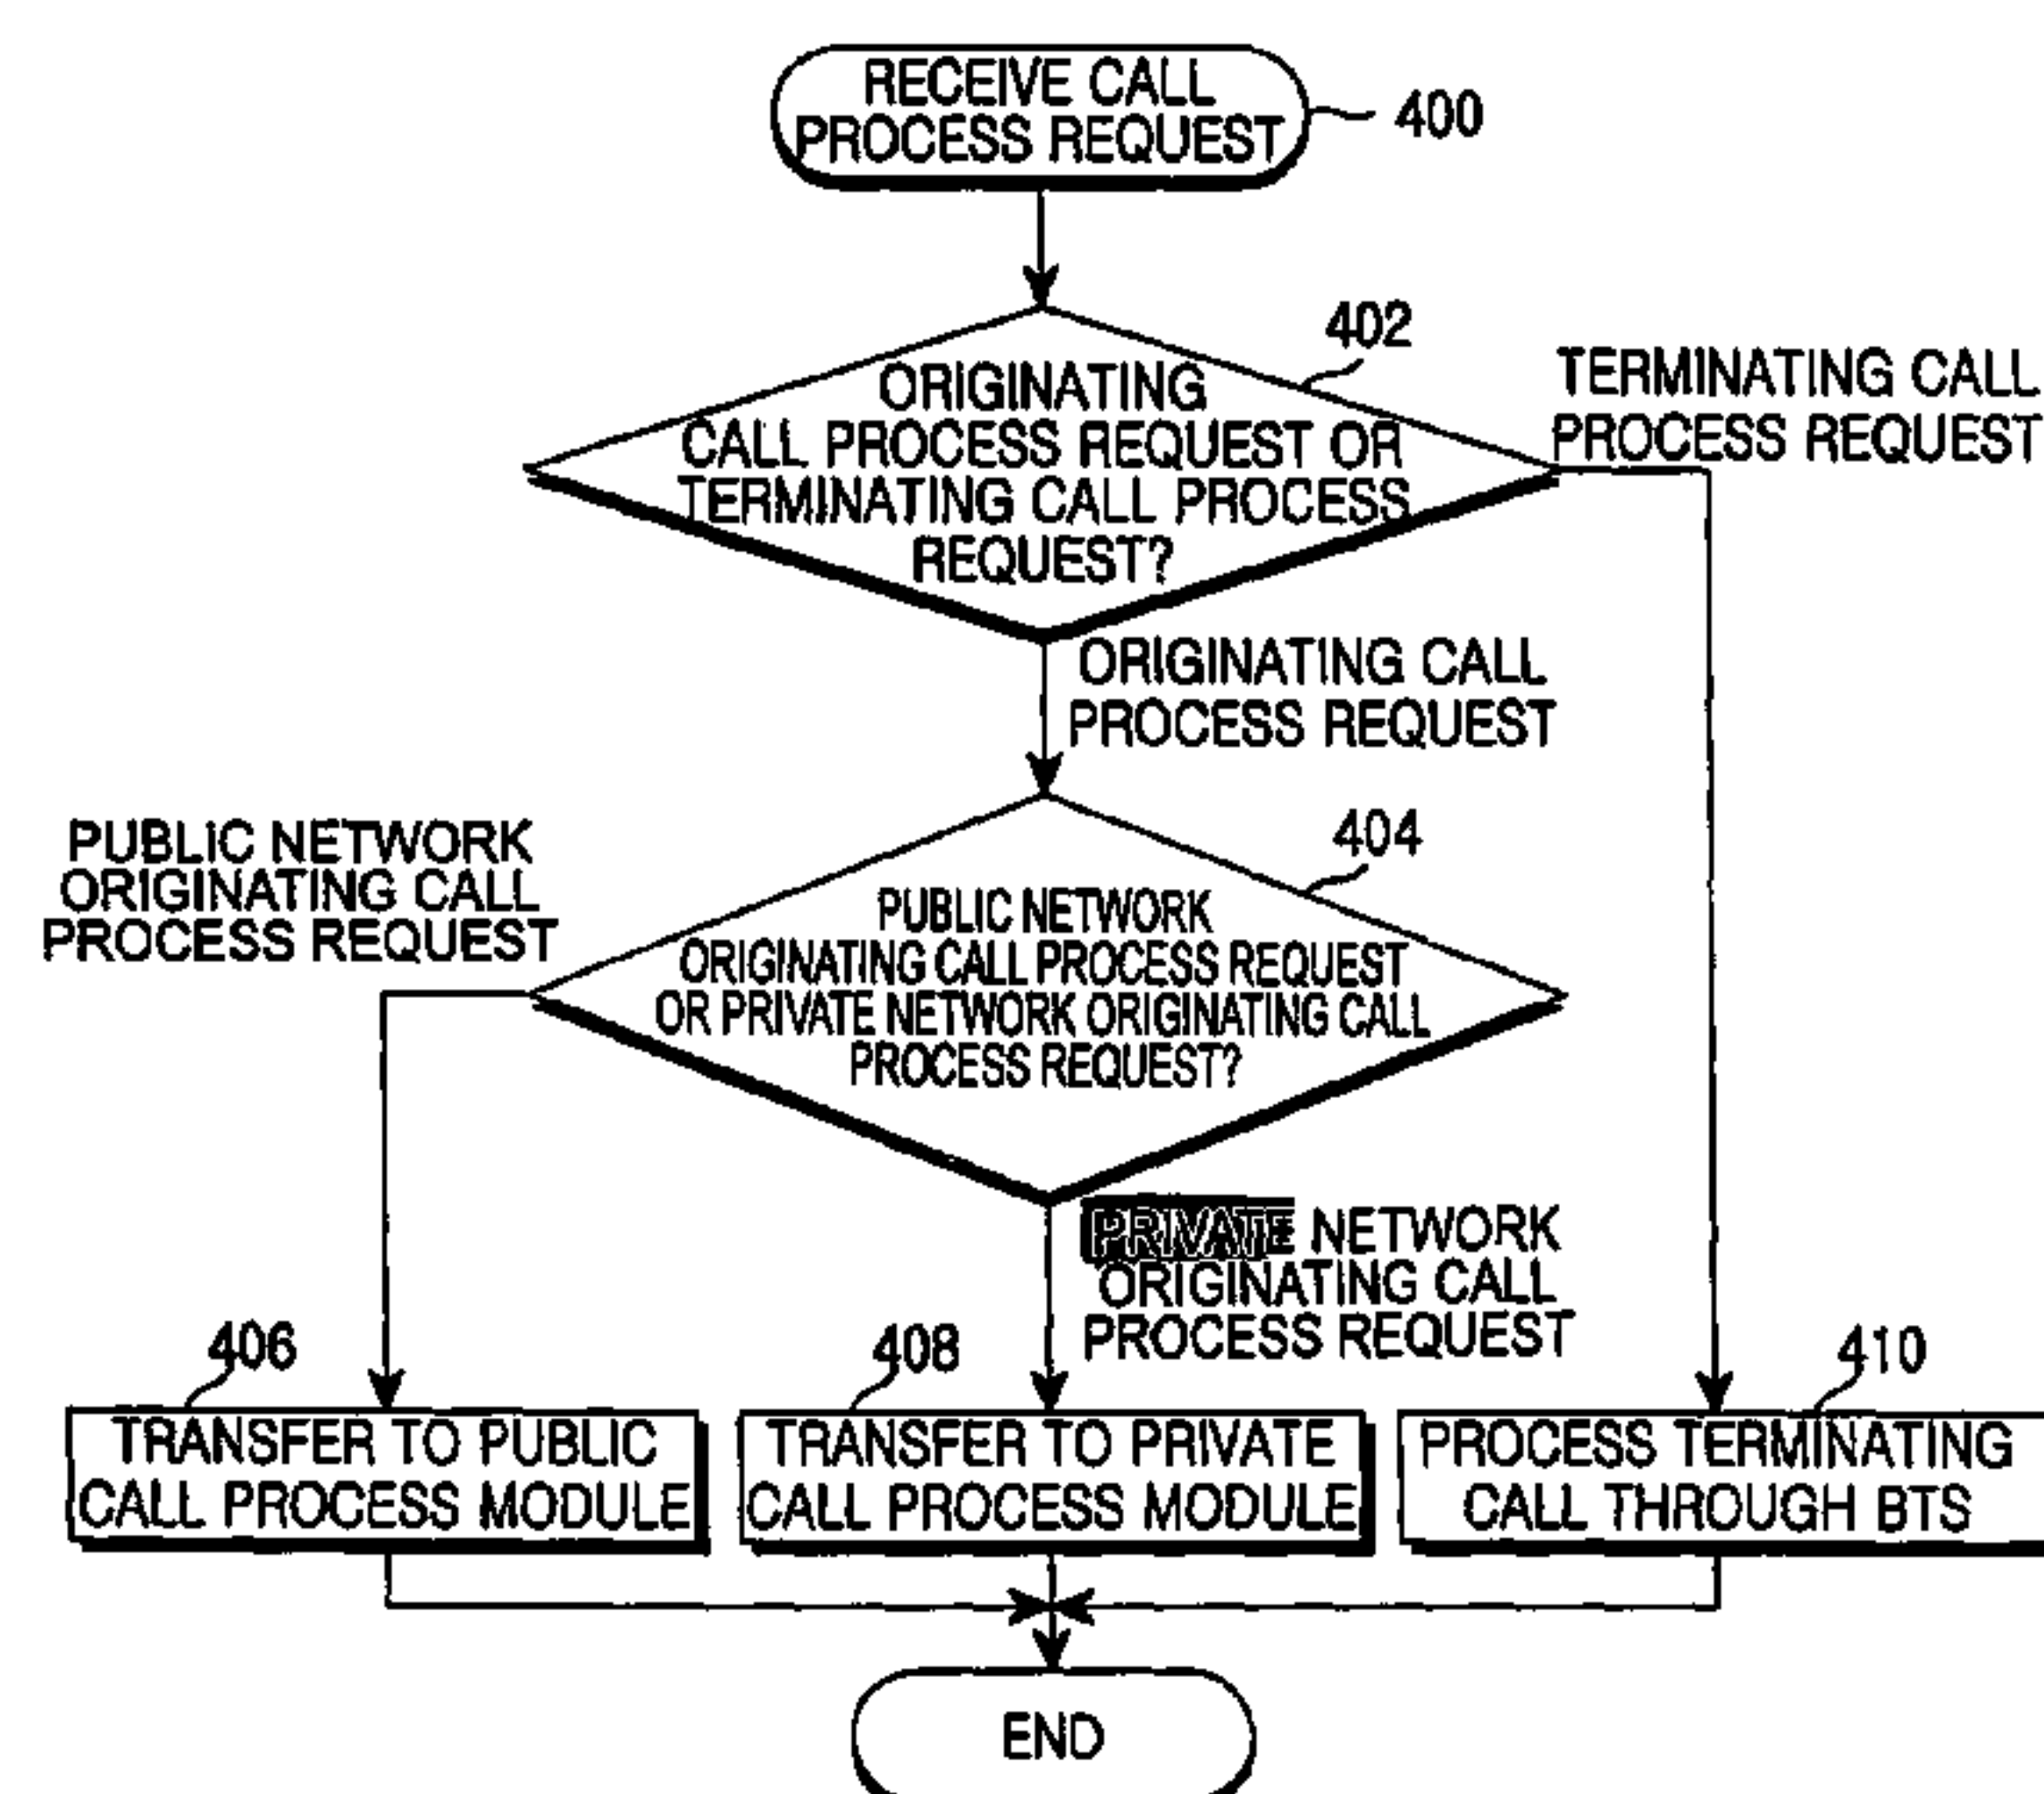 RECEIVE CALL
PROCESS REQUEST
400
402
ORIGINATING
CALL PROCESS REQUEST OR
TERMINATING CALL PROCESS
REQUEST?
TERMINATING CALL
PROCESS REQUEST
ORIGINATING CALL
PROCESS REQUEST
404
PUBLIC NETWORK
ORIGINATING CALL
PROCESS REQUEST
PUBLIC NETWORK
ORIGINATING CALL PROCESS REQUEST
OR PRIVATE NETWORK ORIGINATING CALL
PROCESS REQUEST?
PRIVATE NETWORK
ORIGINATING CALL
PROCESS REQUEST
406
TRANSFER TO PUBLIC
CALL PROCESS MODULE
408
TRANSFER TO PRIVATE
CALL PROCESS MODULE
410
PROCESS TERMINATING
CALL THROUGH BTS
END